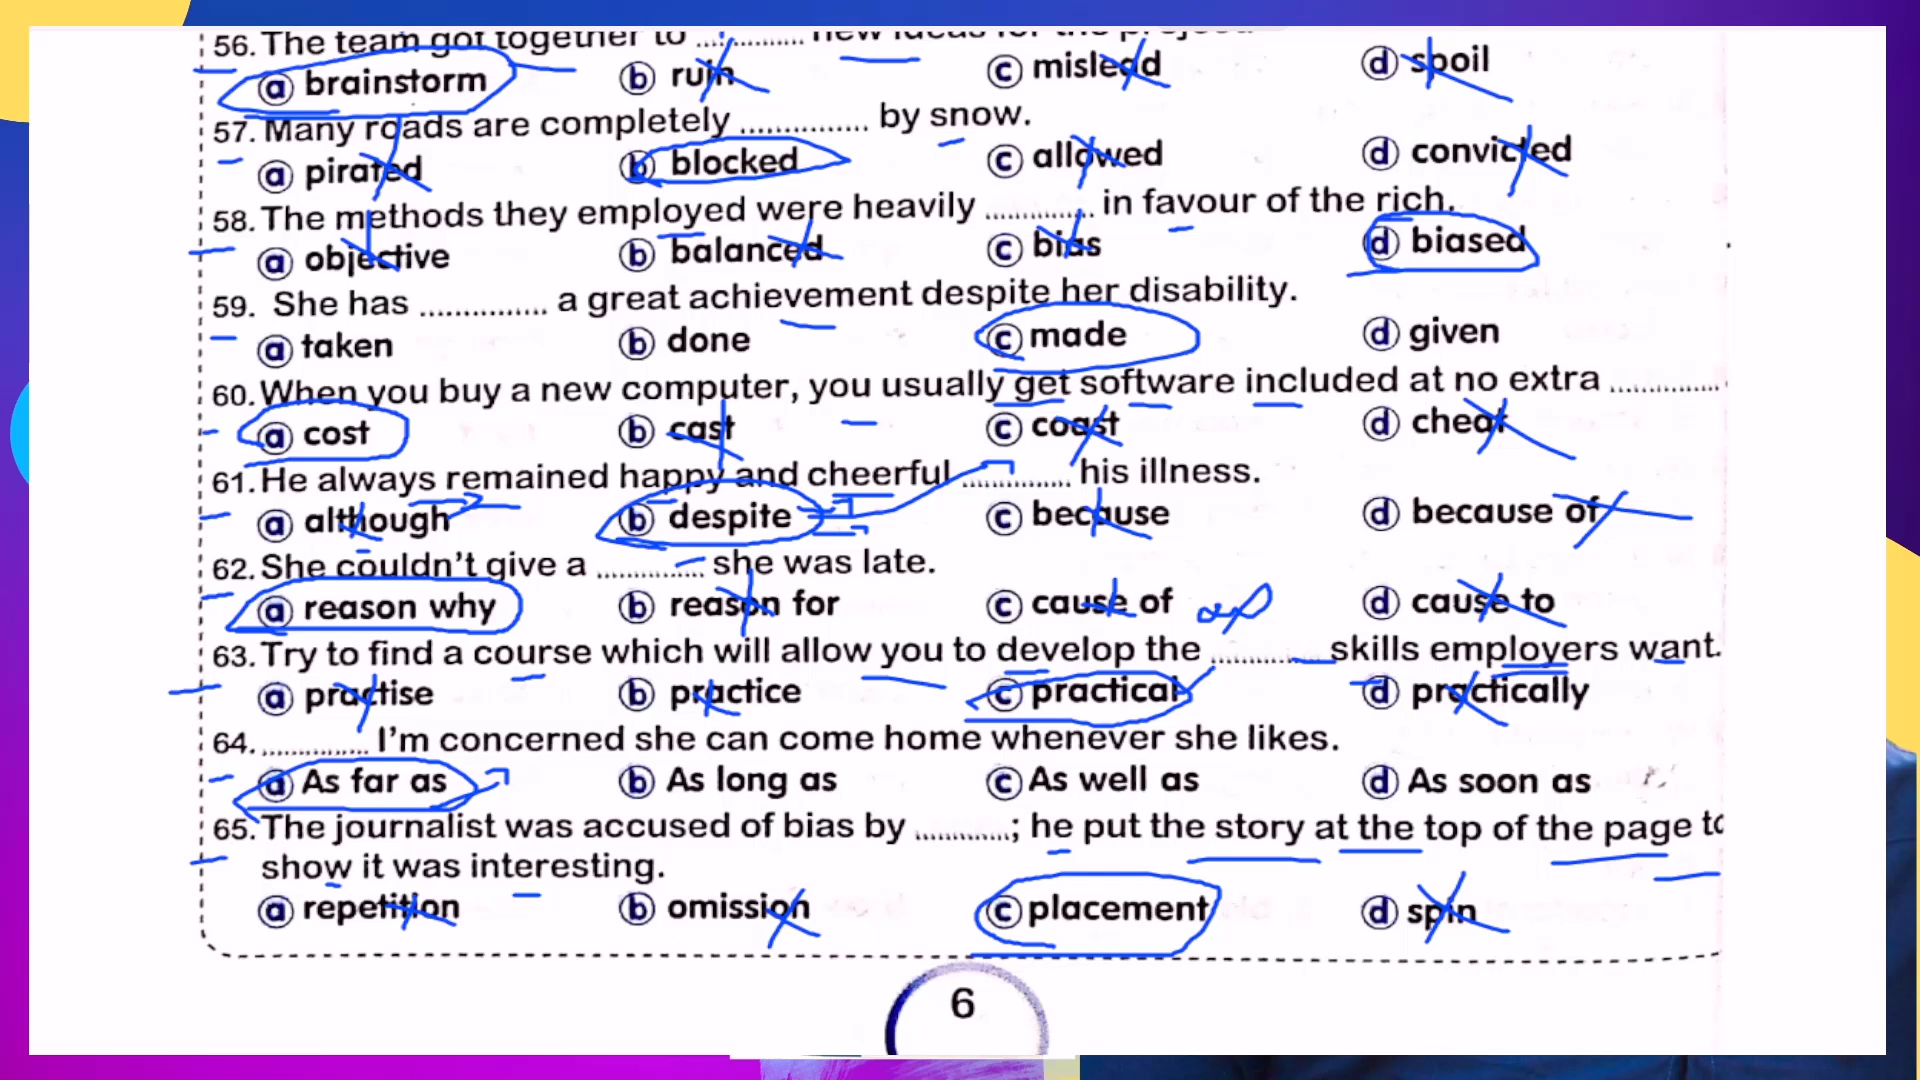 56. The team got together to ............... new ideas for the project.
ⓐ brainstorm ⓑ ruin ⓒ mislead ⓓ spoil
57. Many roads are completely ............... by snow.
ⓐ pirated ⓑ blocked ⓒ allowed ⓓ convicted
58. The methods they employed were heavily ............... in favour of the rich.
ⓐ objective ⓑ balanced ⓒ bias ⓓ biased
59. She has ............... a great achievement despite her disability.
ⓐ taken ⓑ done ⓒ made ⓓ given
60. When you buy a new computer, you usually get software included at no extra ...............
ⓐ cost ⓑ cast ⓒ coast ⓓ cheat
61. He always remained happy and cheerful ............... his illness.
ⓐ although ⓑ despite ⓒ because ⓓ because of
62. She couldn't give a ............... she was late.
ⓐ reason why ⓑ reason for ⓒ cause of ⓓ cause to
63. Try to find a course which will allow you to develop the ............... skills employers want.
ⓐ practise ⓑ practice ⓒ practical ⓓ practically
64. ............... I'm concerned she can come home whenever she likes.
ⓐ As far as ⓑ As long as ⓒ As well as ⓓ As soon as
65. The journalist was accused of bias by ............; he put the story at the top of the page to
show it was interesting.
ⓐ repetition ⓑ omission ⓒ placement ⓓ spin
6